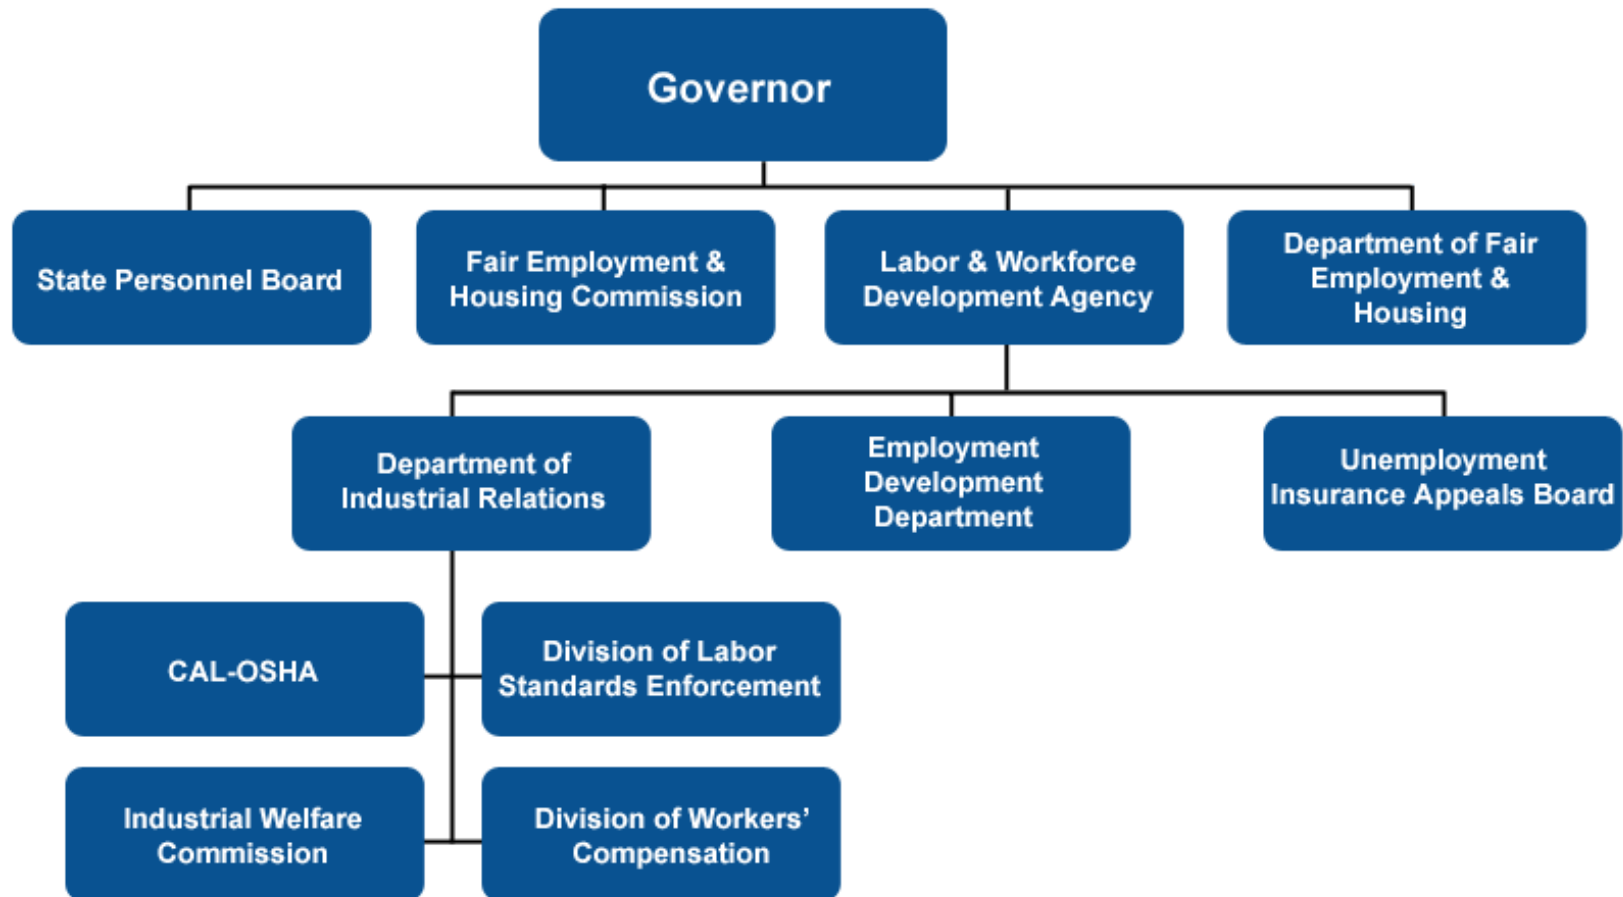 Governor
State Personnel Board
Fair Employment &
Housing Commission
Labor & Workforce
Development Agency
Department of Fair
Employment &
Housing
Department of
Industrial Relations
Employment
Development
Department
Unemployment
Insurance Appeals Board
CAL-OSHA
Division of Labor
Standards Enforcement
Industrial Welfare
Commission
Division of Workers’
Compensation